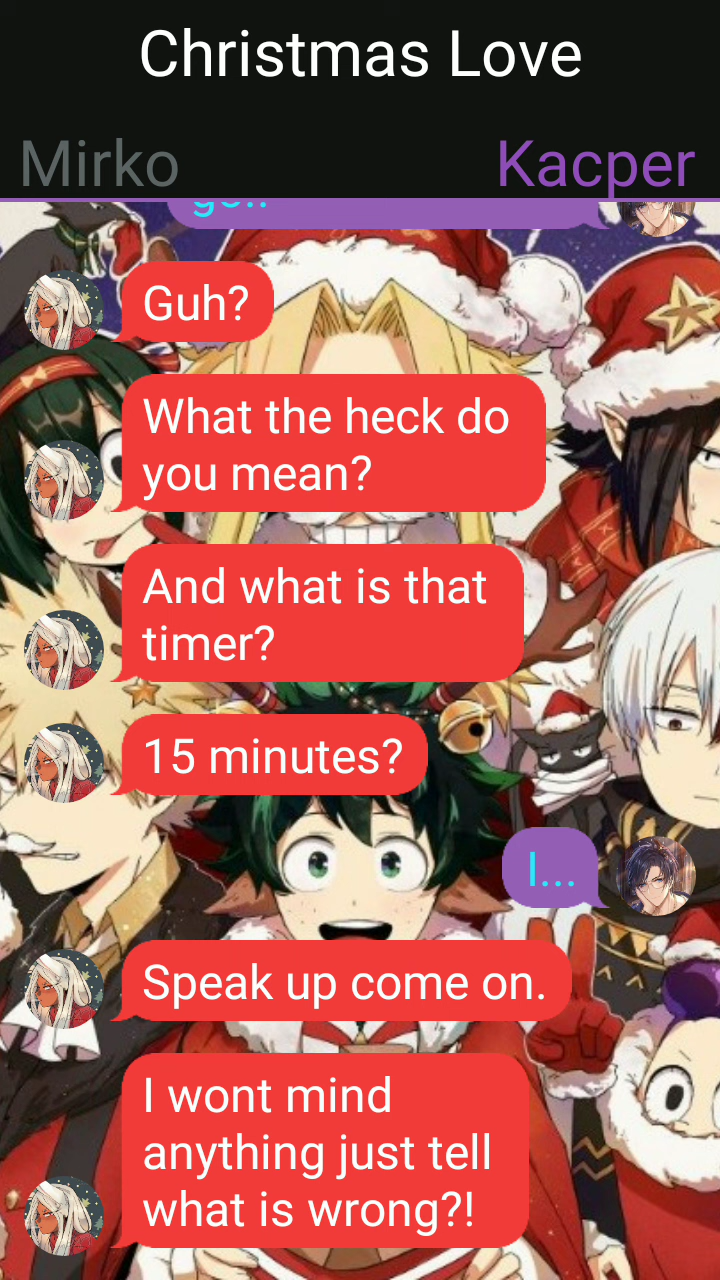 Christmas Love
Mirko
Kacper
Guh?
What the heck do
you mean?
And what is that
timer?
15 minutes?
I...
Speak up come on.
I wont mind
anything just tell
what is wrong?!